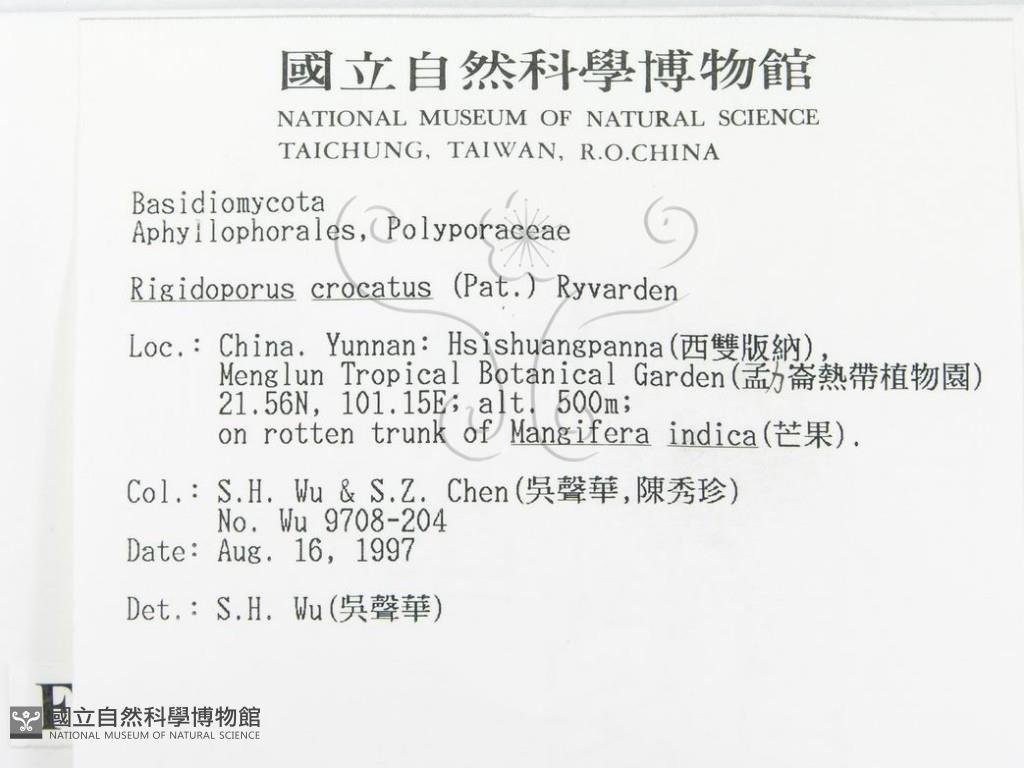 國立自然科學博物館
NATIONAL MUSEUM OF NATURAL SCIENCE
TAICHUNG, TAIWAN, R.O.CHINA
Basidiomycota
Aphyllophorales, Polyporaceae
Rigidoporus crocatus (Pat.) Ryvarden
Loc.: China. Yunnan: Hsishuangpanna(西雙版納),
Menglun Tropical Botanical Garden(孟力崙熱帶植物園)
21.56N, 101.15E; alt. 500m;
on rotten trunk of Mangifera indica(芒果).
Col.: S.H. Wu & S.Z. Chen(吳聲華,陳秀珍)
No. Wu 9708-204
Date: Aug. 16, 1997
Det.: S.H. Wu(吳聲華)
F
國立自然科學博物館
NATIONAL MUSEUM OF NATURAL SCIENCE